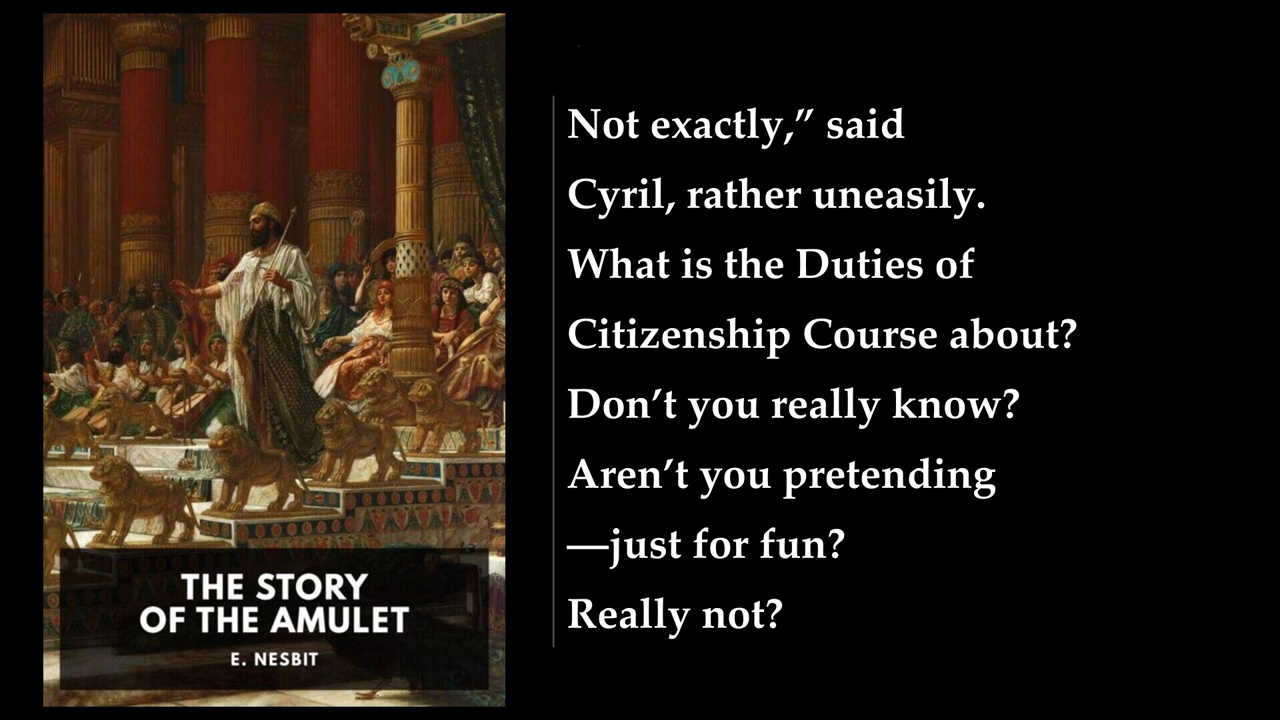 THE STORY
OF THE AMULET
E. NESBIT
Not exactly,” said
Cyril, rather uneasily.
What is the Duties of
Citizenship Course about?
Don’t you really know?
Aren’t you pretending
—just for fun?
Really not?